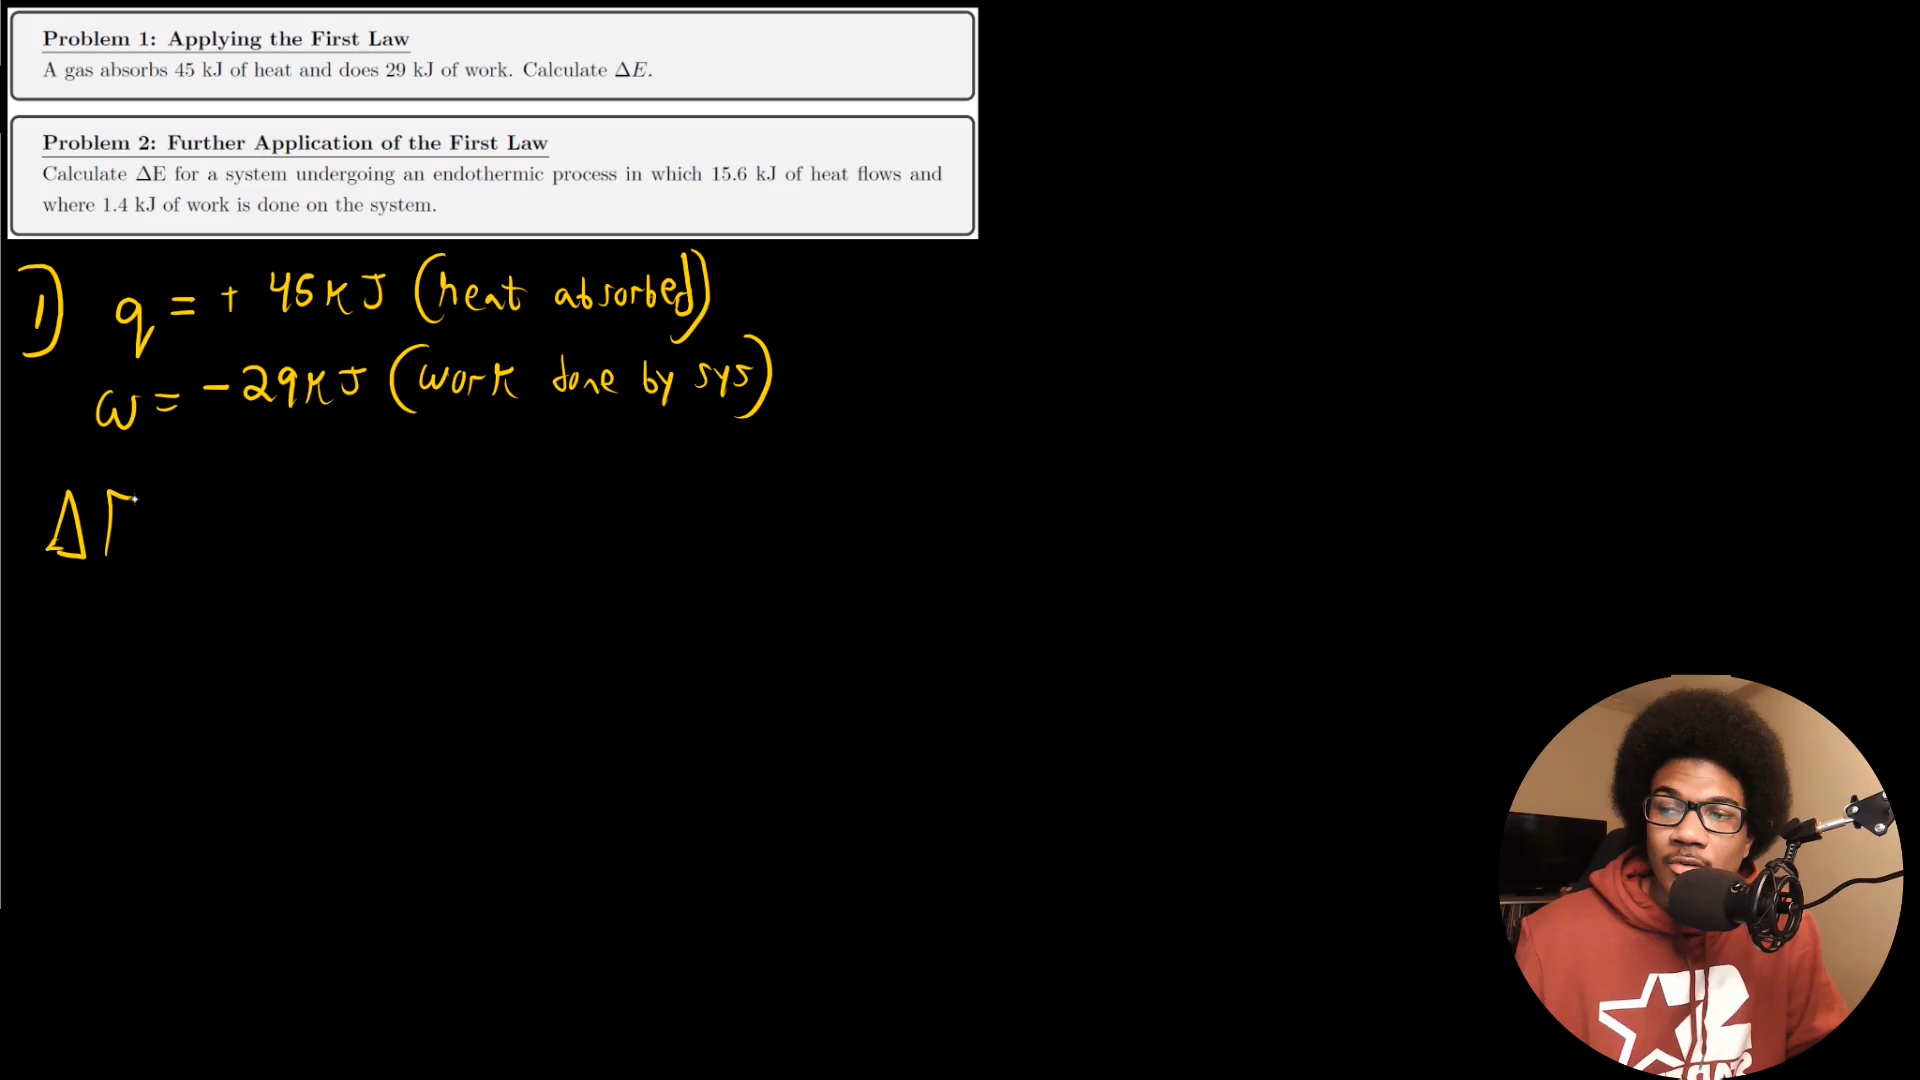 Problem 1: Applying the First Law
A gas absorbs 45 kJ of heat and does 29 kJ of work. Calculate ΔE.
Problem 2: Further Application of the First Law
Calculate ΔE for a system undergoing an endothermic process in which 15.6 kJ of heat flows and
where 1.4 kJ of work is done on the system.
1) q = + 45 kJ (heat absorbed)
w = - 29 kJ (work done by sys)
Δ